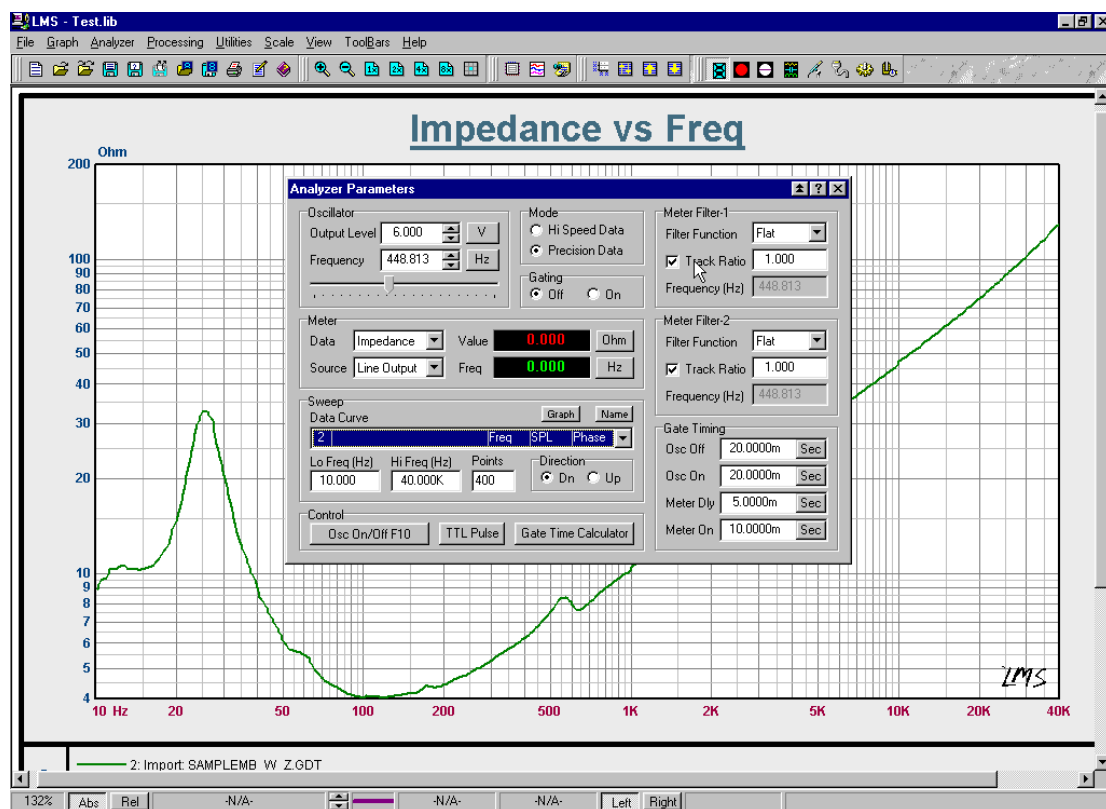 LMS - Test.lib
File Graph Analyzer Processing Utilities Scale View ToolBars Help
1x 2x 4x 8x
Impedance vs Freq
Ohm
200
100
90
80
70
60
50
40
30
20
10
9
8
7
6
5
4
10 Hz 20 50 100 200 500 1K 2K 5K 10K 20K 40K
LMS
Analyzer Parameters
Oscillator
Output Level 6.000 V
Frequency 448.813 Hz
Mode
Hi Speed Data
Precision Data
Gating
Off On
Meter
Data Impedance Value 0.000 Ohm
Source Line Output Freq 0.000 Hz
Sweep
Data Curve Graph Name
2 Freq SPL Phase
Lo Freq (Hz) Hi Freq (Hz) Points Direction
10.000 40.000K 400 Dn Up
Control
Osc On/Off F10 TTL Pulse Gate Time Calculator
Meter Filter-1
Filter Function Flat
Track Ratio 1.000
Frequency (Hz) 448.813
Meter Filter-2
Filter Function Flat
Track Ratio 1.000
Frequency (Hz) 448.813
Gate Timing
Osc Off 20.0000m Sec
Osc On 20.0000m Sec
Meter Dly 5.0000m Sec
Meter On 10.0000m Sec
2: Import: SAMPLEMB_W_Z.GDT
132% Abs Rel -N/A- -N/A- -N/A- Left Right